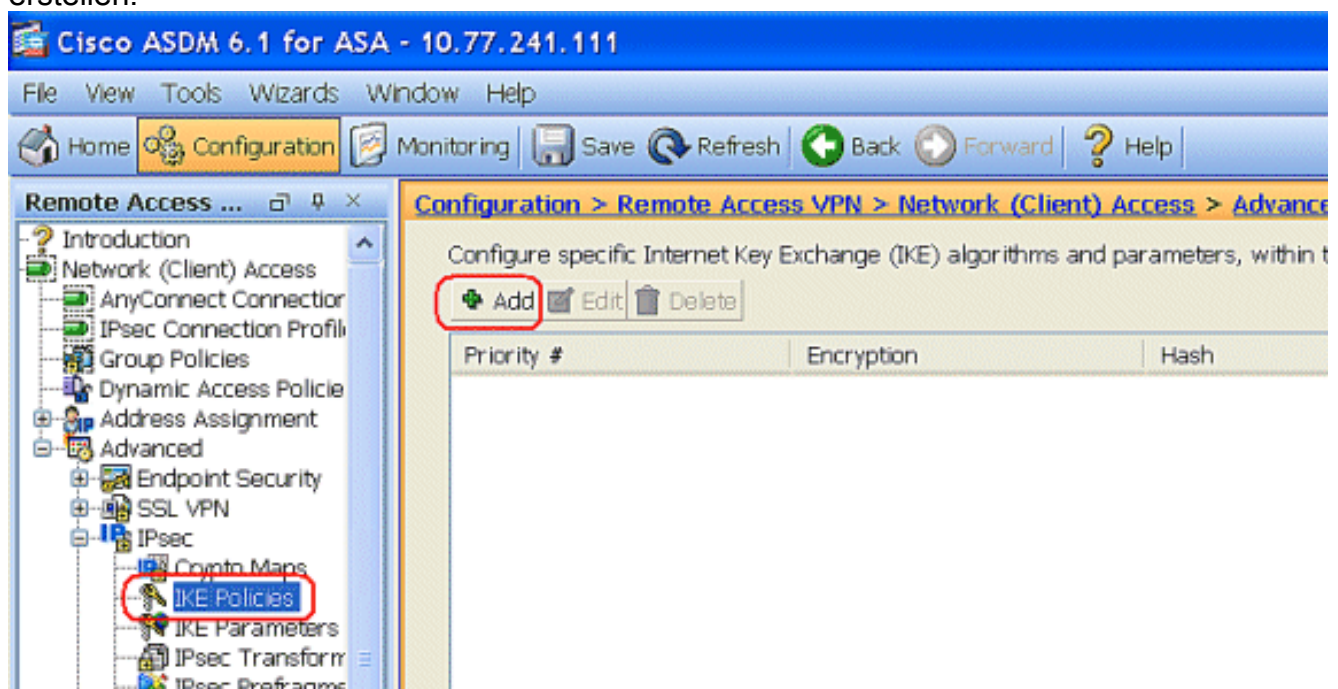 erstellen.
Cisco ASDM 6.1 for ASA - 10.77.241.111
File View Tools Wizards Window Help
Home Configuration Monitoring Save Refresh Back Forward Help
Remote Access ...
Configuration > Remote Access VPN > Network (Client) Access > Advance
Introduction
Network (Client) Access
AnyConnect Connection
IPsec Connection Profil
Group Policies
Dynamic Access Policie
Address Assignment
Advanced
Endpoint Security
SSL VPN
IPsec
Crypto Maps
IKE Policies
IKE Parameters
IPsec Transform
IPsec Prefragme
Configure specific Internet Key Exchange (IKE) algorithms and parameters, within t
Add Edit Delete
Priority # Encryption Hash